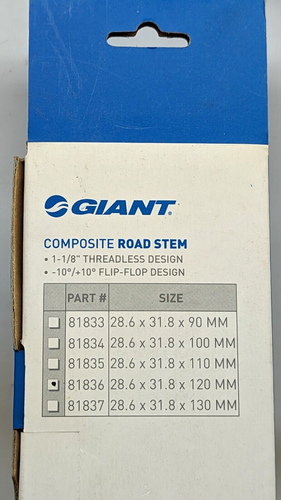 GIANT
COMPOSITE ROAD STEM
• 1-1/8" THREADLESS DESIGN
• -10°/+10° FLIP-FLOP DESIGN
PART # SIZE
81833 28.6 x 31.8 x 90 MM
81834 28.6 x 31.8 x 100 MM
81835 28.6 x 31.8 x 110 MM
81836 28.6 x 31.8 x 120 MM
81837 28.6 x 31.8 x 130 MM